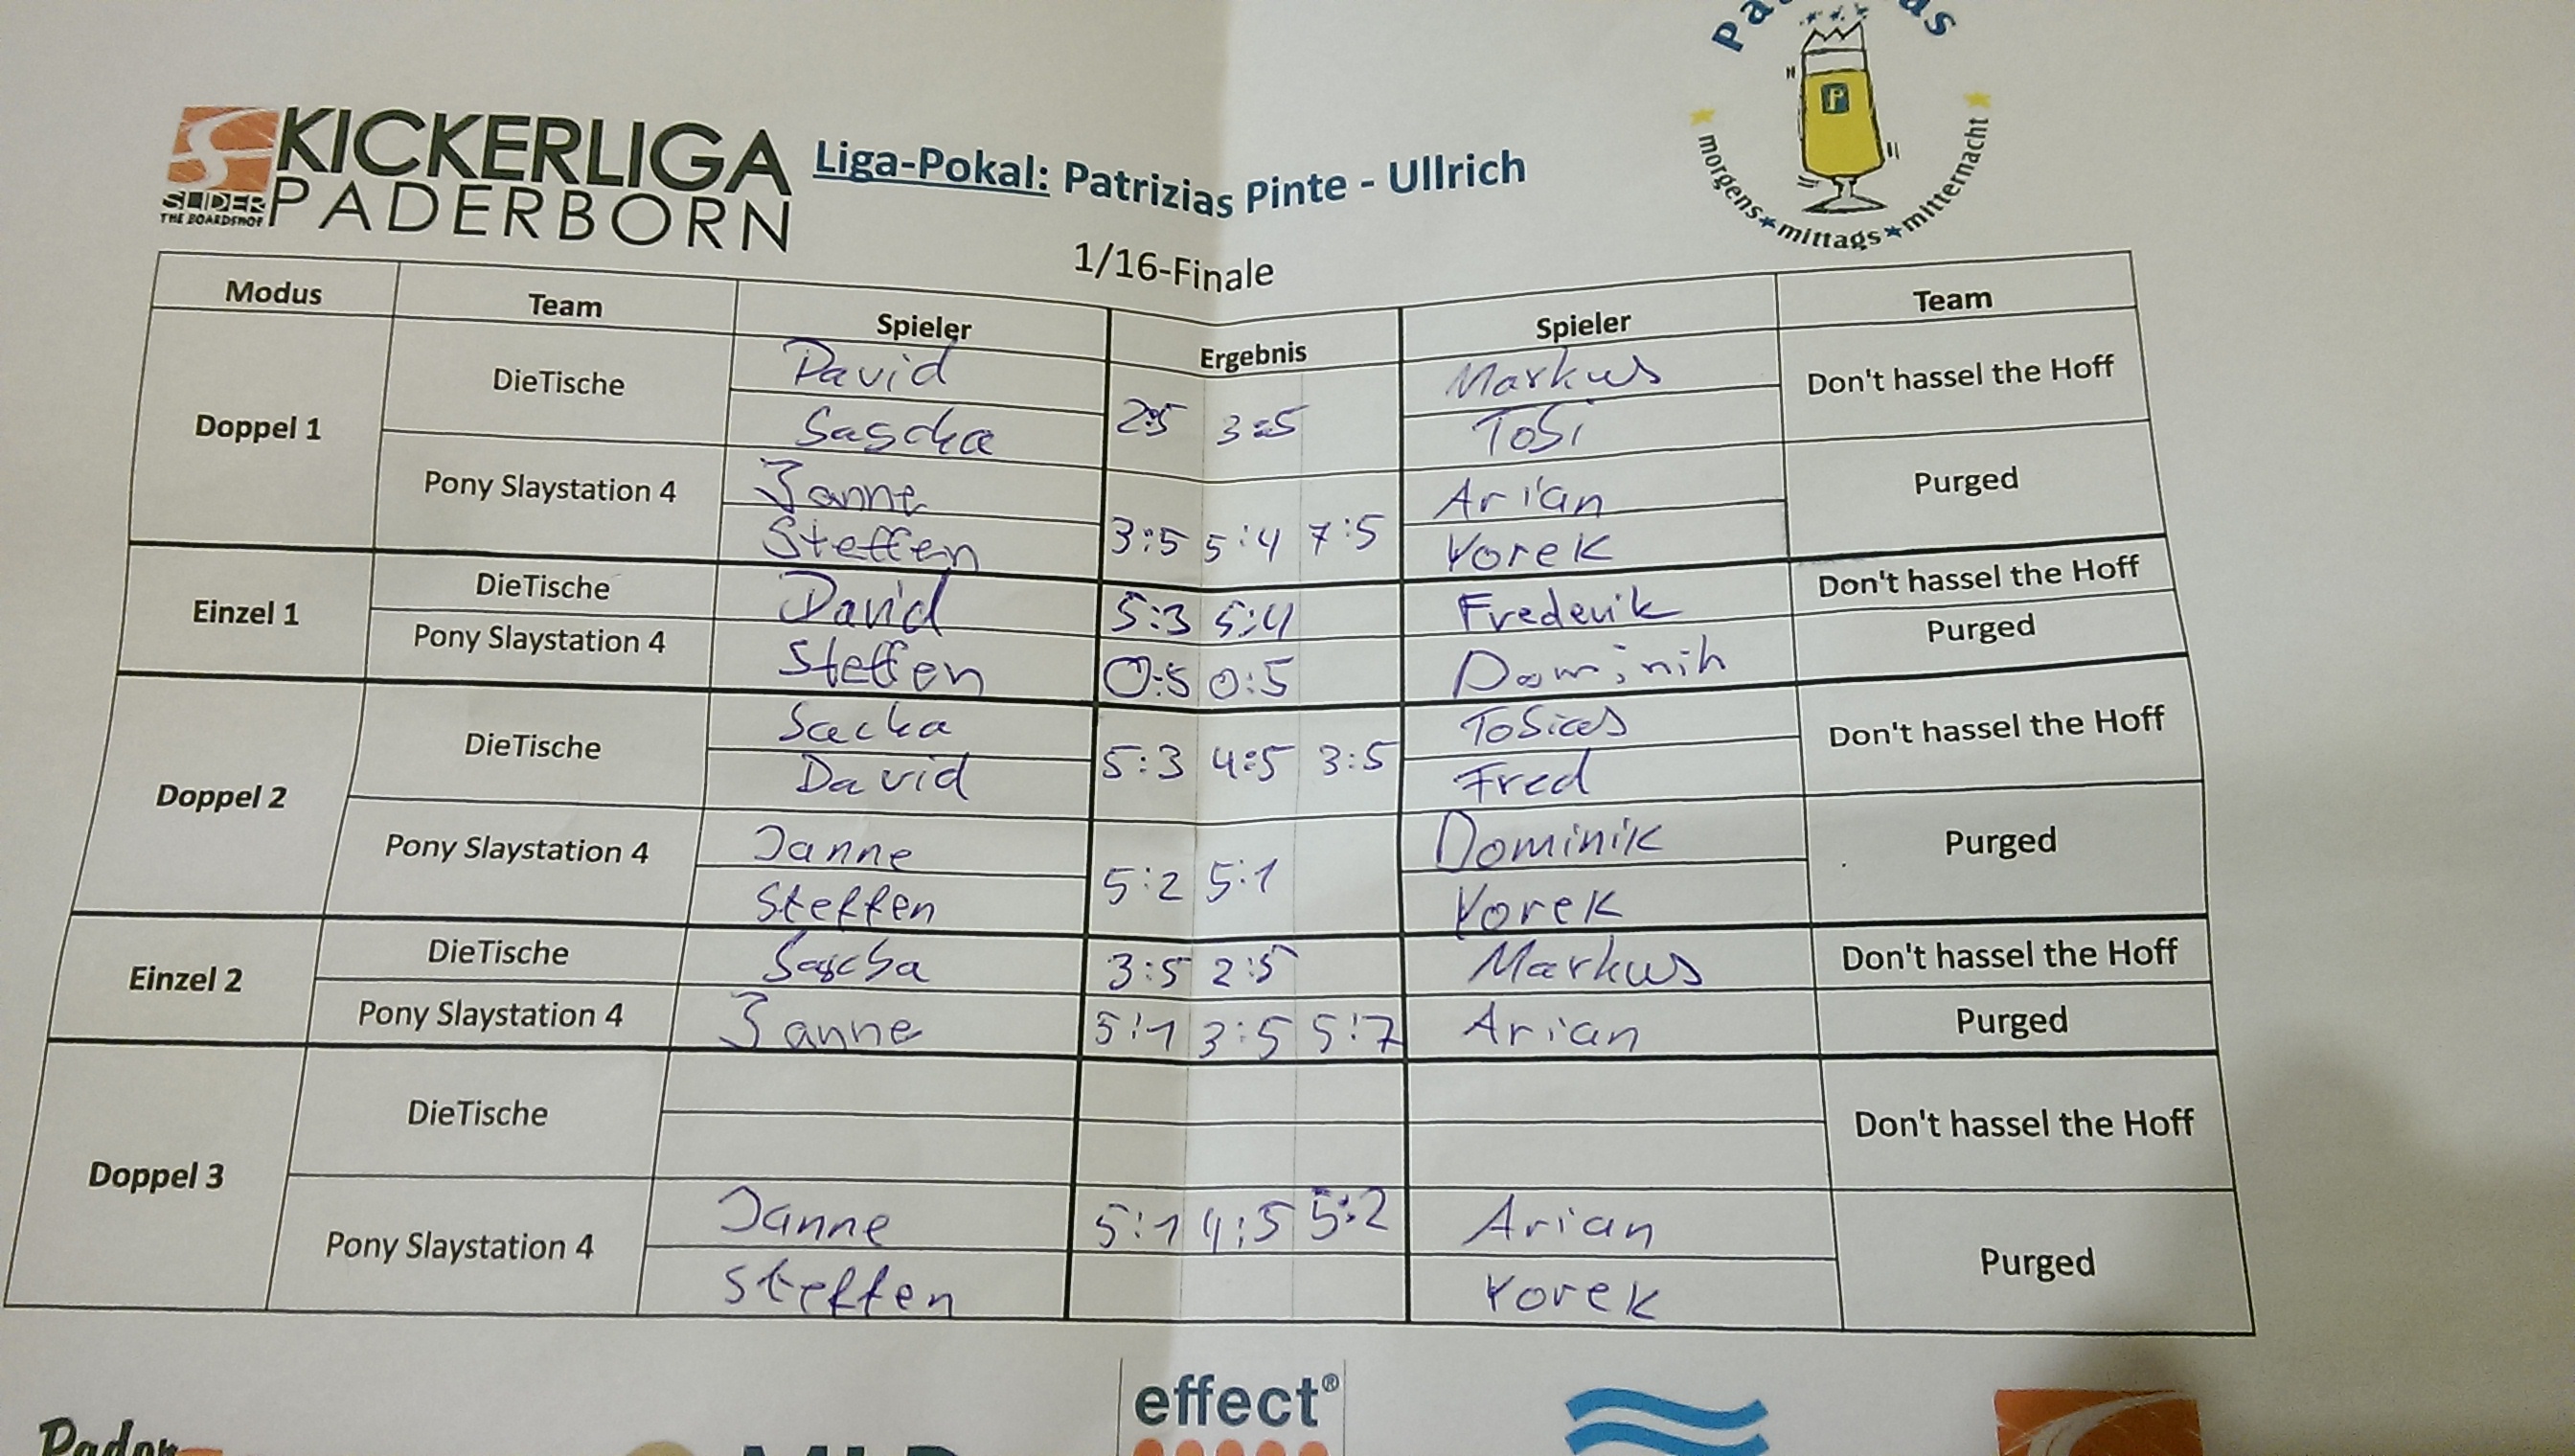 KICKERLIGA
PADERBORN
SLIDER
THE BOARDSHOP
Liga-Pokal: Patrizias Pinte - Ullrich
P
morgens★mittags★mitternacht
1/16-Finale
Modus Team Spieler Ergebnis Spieler Team
Doppel 1 DieTische David 2:5 3:5 Markus Don't hassel the Hoff
Sascha Tobi
Pony Slaystation 4 Janne 3:5 5:4 7:5 Arian Purged
Steffen Yorek
Einzel 1 DieTische David 5:3 5:4 Frederik Don't hassel the Hoff
Pony Slaystation 4 Steffen 0:5 0:5 Dominik Purged
Doppel 2 DieTische Sacha 5:3 4:5 3:5 Tobias Don't hassel the Hoff
David Fred
Pony Slaystation 4 Janne 5:2 5:1 Dominik Purged
Steffen Yorek
Einzel 2 DieTische Sascha 3:5 2:5 Markus Don't hassel the Hoff
Pony Slaystation 4 Janne 5:1 3:5 5:7 Arian Purged
Doppel 3 DieTische Don't hassel the Hoff
Pony Slaystation 4 Janne 5:1 4:5 5:2 Arian Purged
Steffen Yorek
effect®